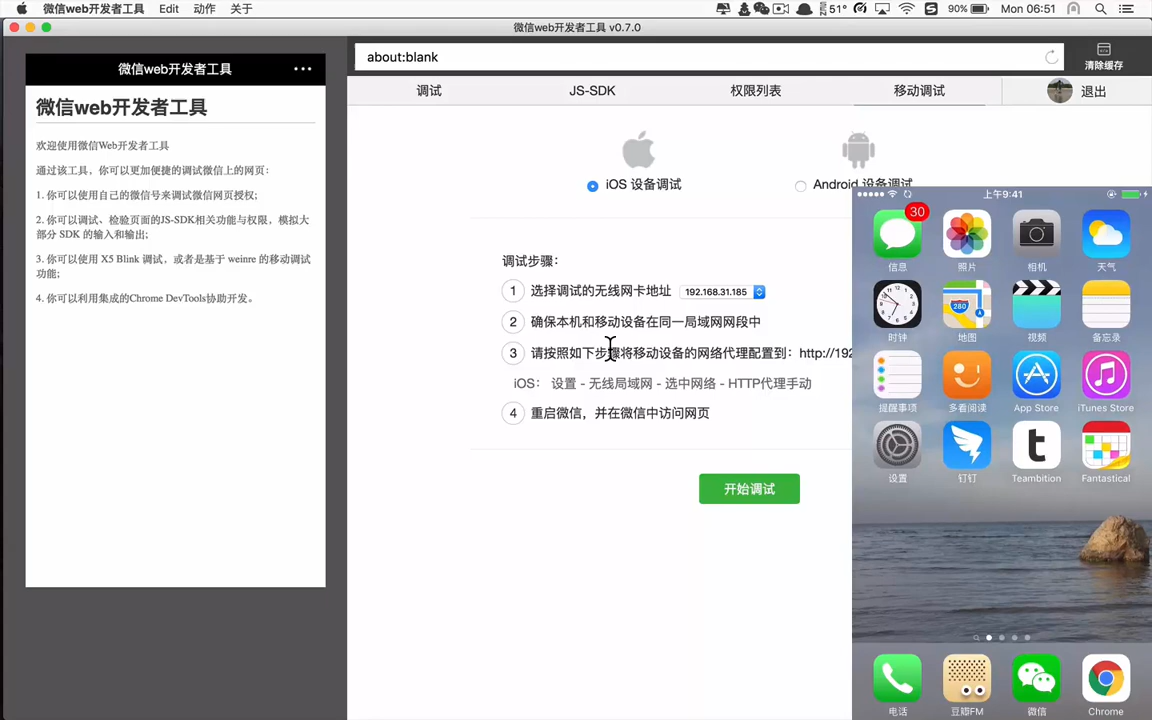 微信web开发者工具 Edit 动作 关于
51° 90% Mon 06:51
微信web开发者工具 v0.7.0
微信web开发者工具
about:blank
清除缓存
调试 JS-SDK 权限列表 移动调试 退出
微信web开发者工具
欢迎使用微信Web开发者工具
通过该工具，你可以更加便捷的调试微信上的网页：
1. 你可以使用自己的微信号来调试微信网页授权;
2. 你可以调试、检验页面的JS-SDK相关功能与权限，模拟大
部分 SDK 的输入和输出;
3. 你可以使用 X5 Blink 调试，或者是基于 weinre 的移动调试
功能;
4. 你可以利用集成的Chrome DevTools协助开发。
iOS 设备调试
Android 设备调试
调试步骤：
1 选择调试的无线网卡地址 192.168.31.185
2 确保本机和移动设备在同一局域网网段中
3 请按照如下步骤将移动设备的网络代理配置到：http://192
iOS： 设置 - 无线局域网 - 选中网络 - HTTP代理手动
4 重启微信，并在微信中访问网页
开始调试
上午9:41
30
信息 照片 相机 天气
280
时钟 地图 视频 备忘录
提醒事项 多看阅读 App Store iTunes Store
设置 钉钉 Teambition Fantastical
电话 豆瓣FM 微信 Chrome